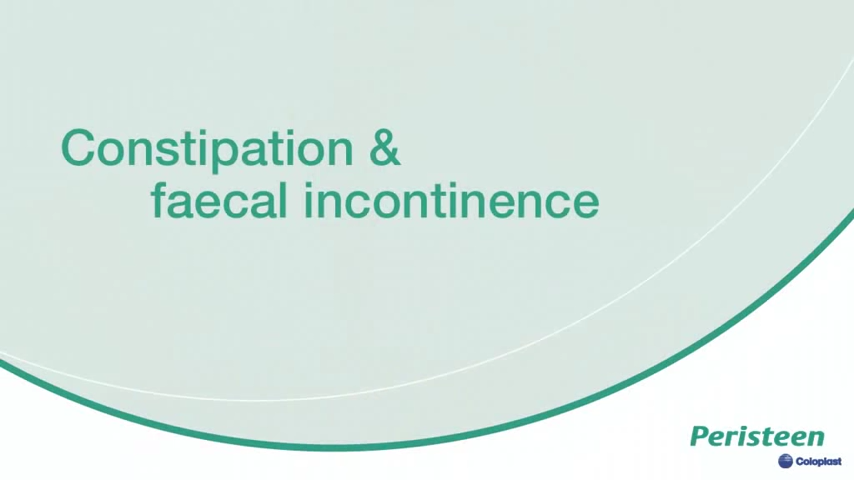 Constipation &
faecal incontinence
Peristeen
Coloplast